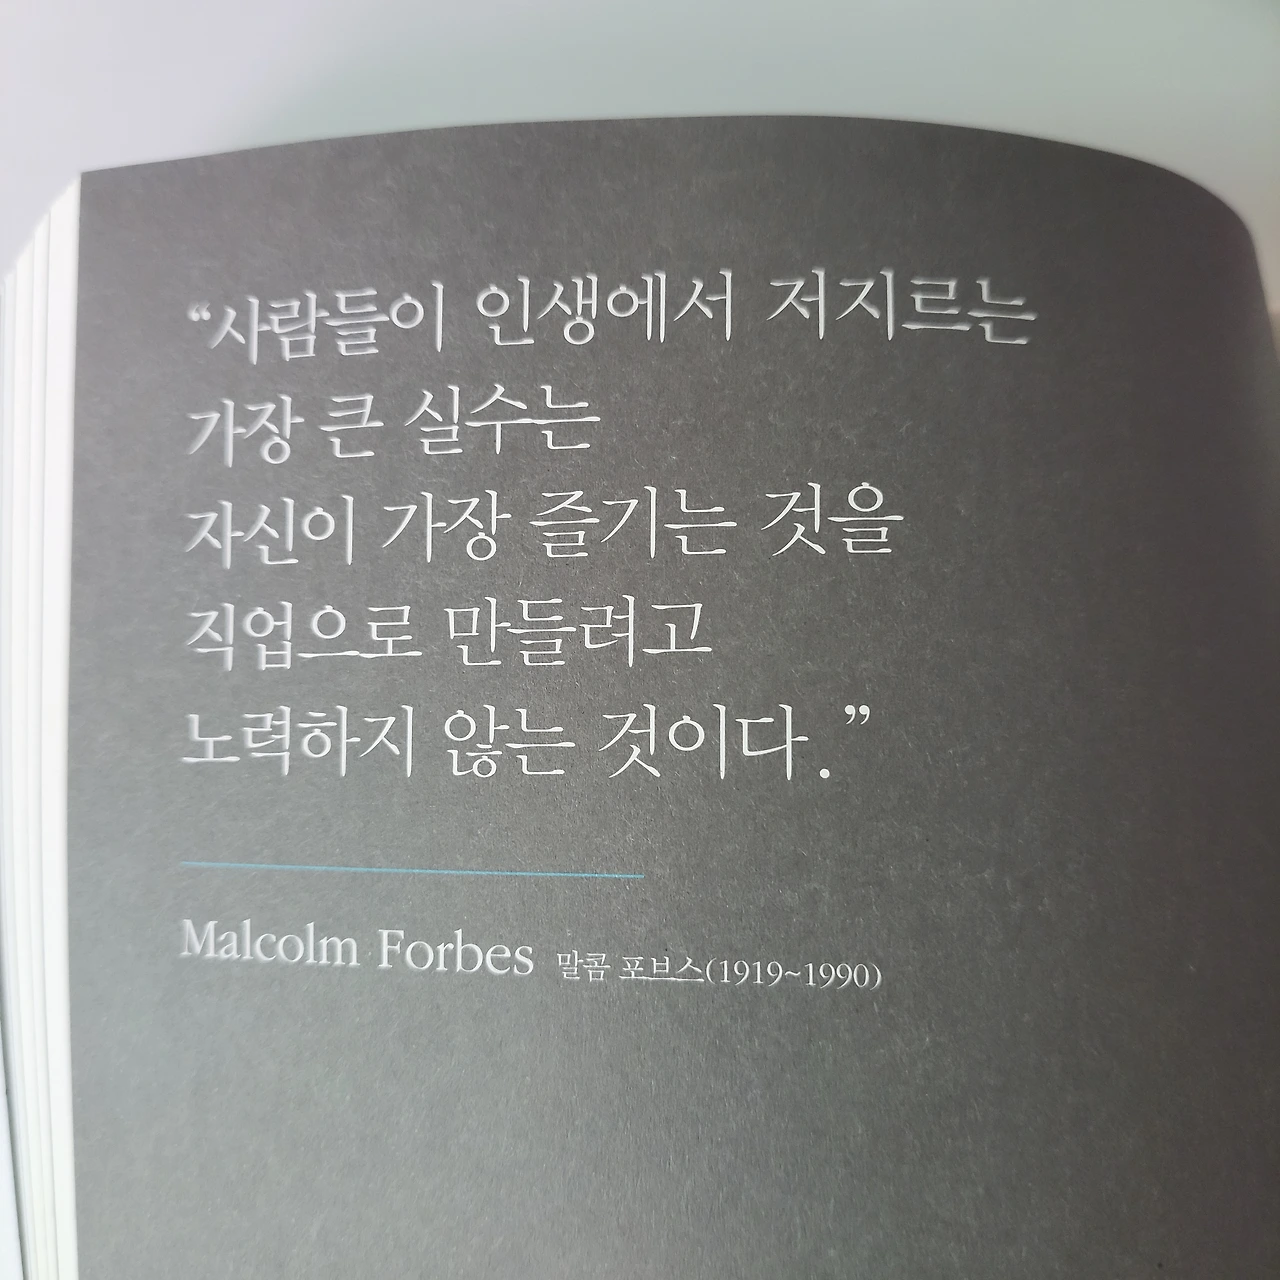 “사람들이 인생에서 저지르는
가장 큰 실수는
자신이 가장 즐기는 것을
직업으로 만들려고
노력하지 않는 것이다.”
Malcolm Forbes 말콤 포브스(1919~1990)